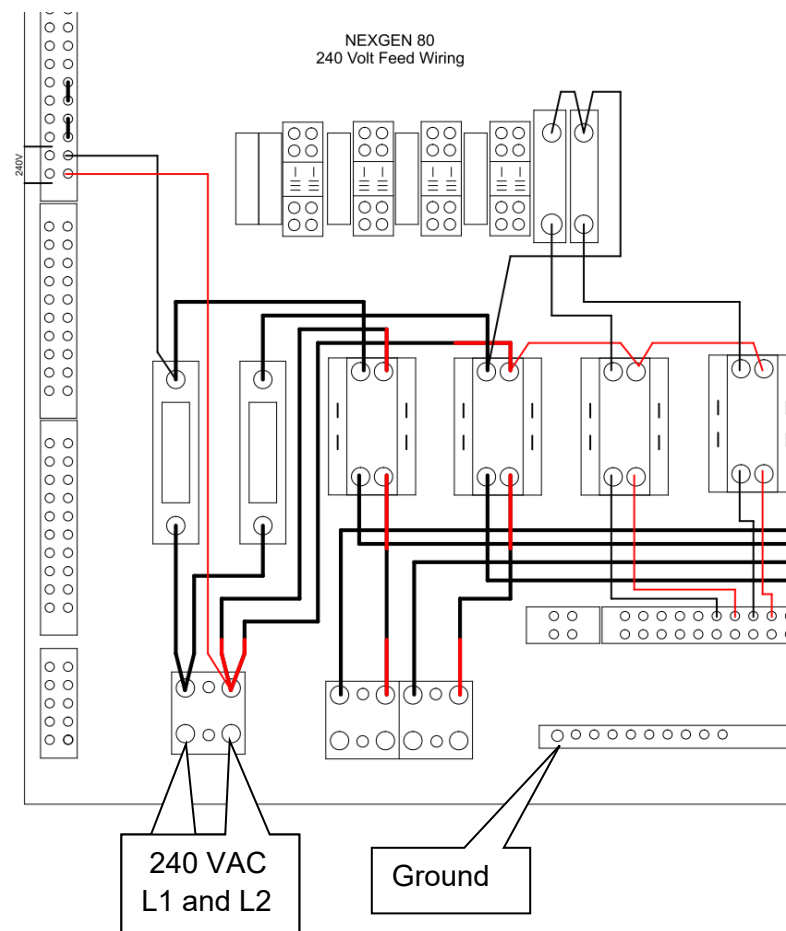 NEXGEN 80
240 Volt Feed Wiring
240V
240 VAC
L1 and L2
Ground